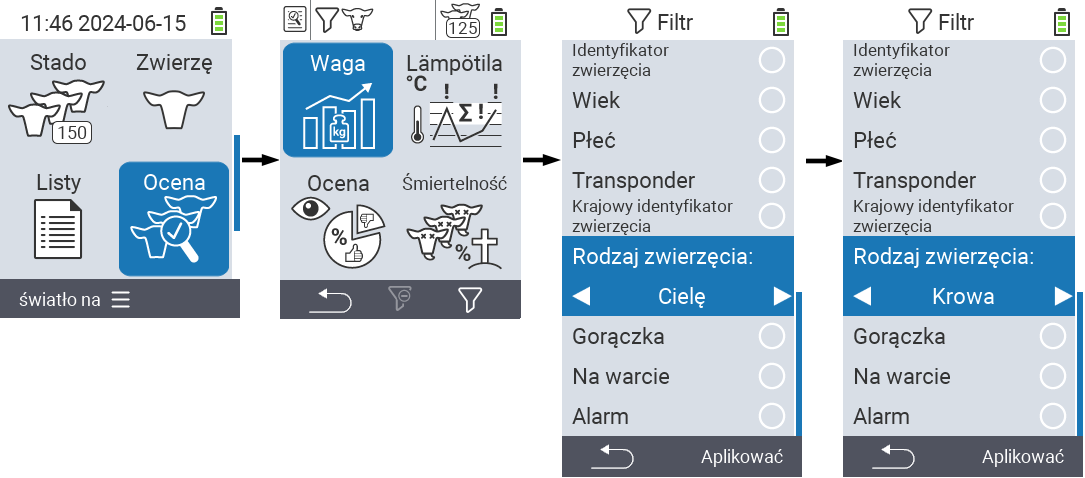 11:46 2024-06-15
Stado
Zwierzę
150
Listy
Ocena
światło na
125
Waga
kg
Lämpötila
°C
! !
Σ !
Ocena
%
Śmiertelność
%
Filtr
Identyfikator
zwierzęcia
Wiek
Płeć
Transponder
Krajowy identyfikator
zwierzęcia
Rodzaj zwierzęcia:
Cielę
Gorączka
Na warcie
Alarm
Aplikować
Filtr
Identyfikator
zwierzęcia
Wiek
Płeć
Transponder
Krajowy identyfikator
zwierzęcia
Rodzaj zwierzęcia:
Krowa
Gorączka
Na warcie
Alarm
Aplikować